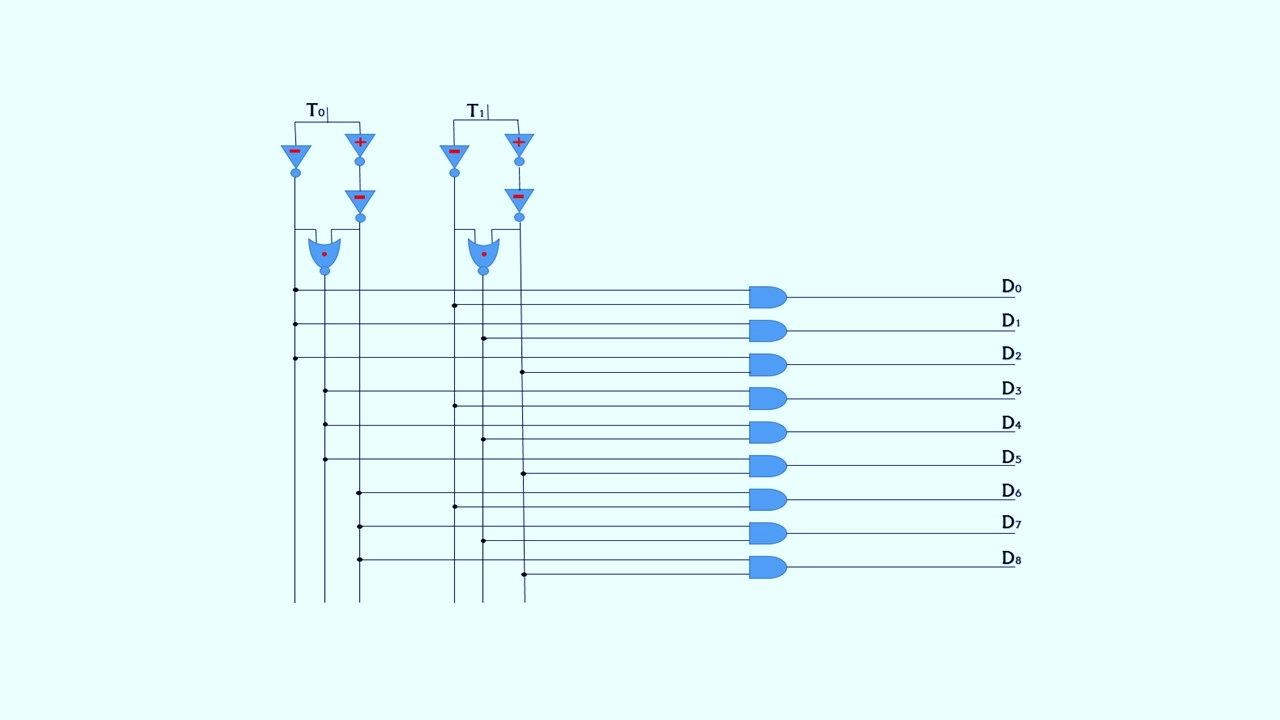 T₀
T₁
+
+
−
−
−
−
D₀
D₁
D₂
D₃
D₄
D₅
D₆
D₇
D₈